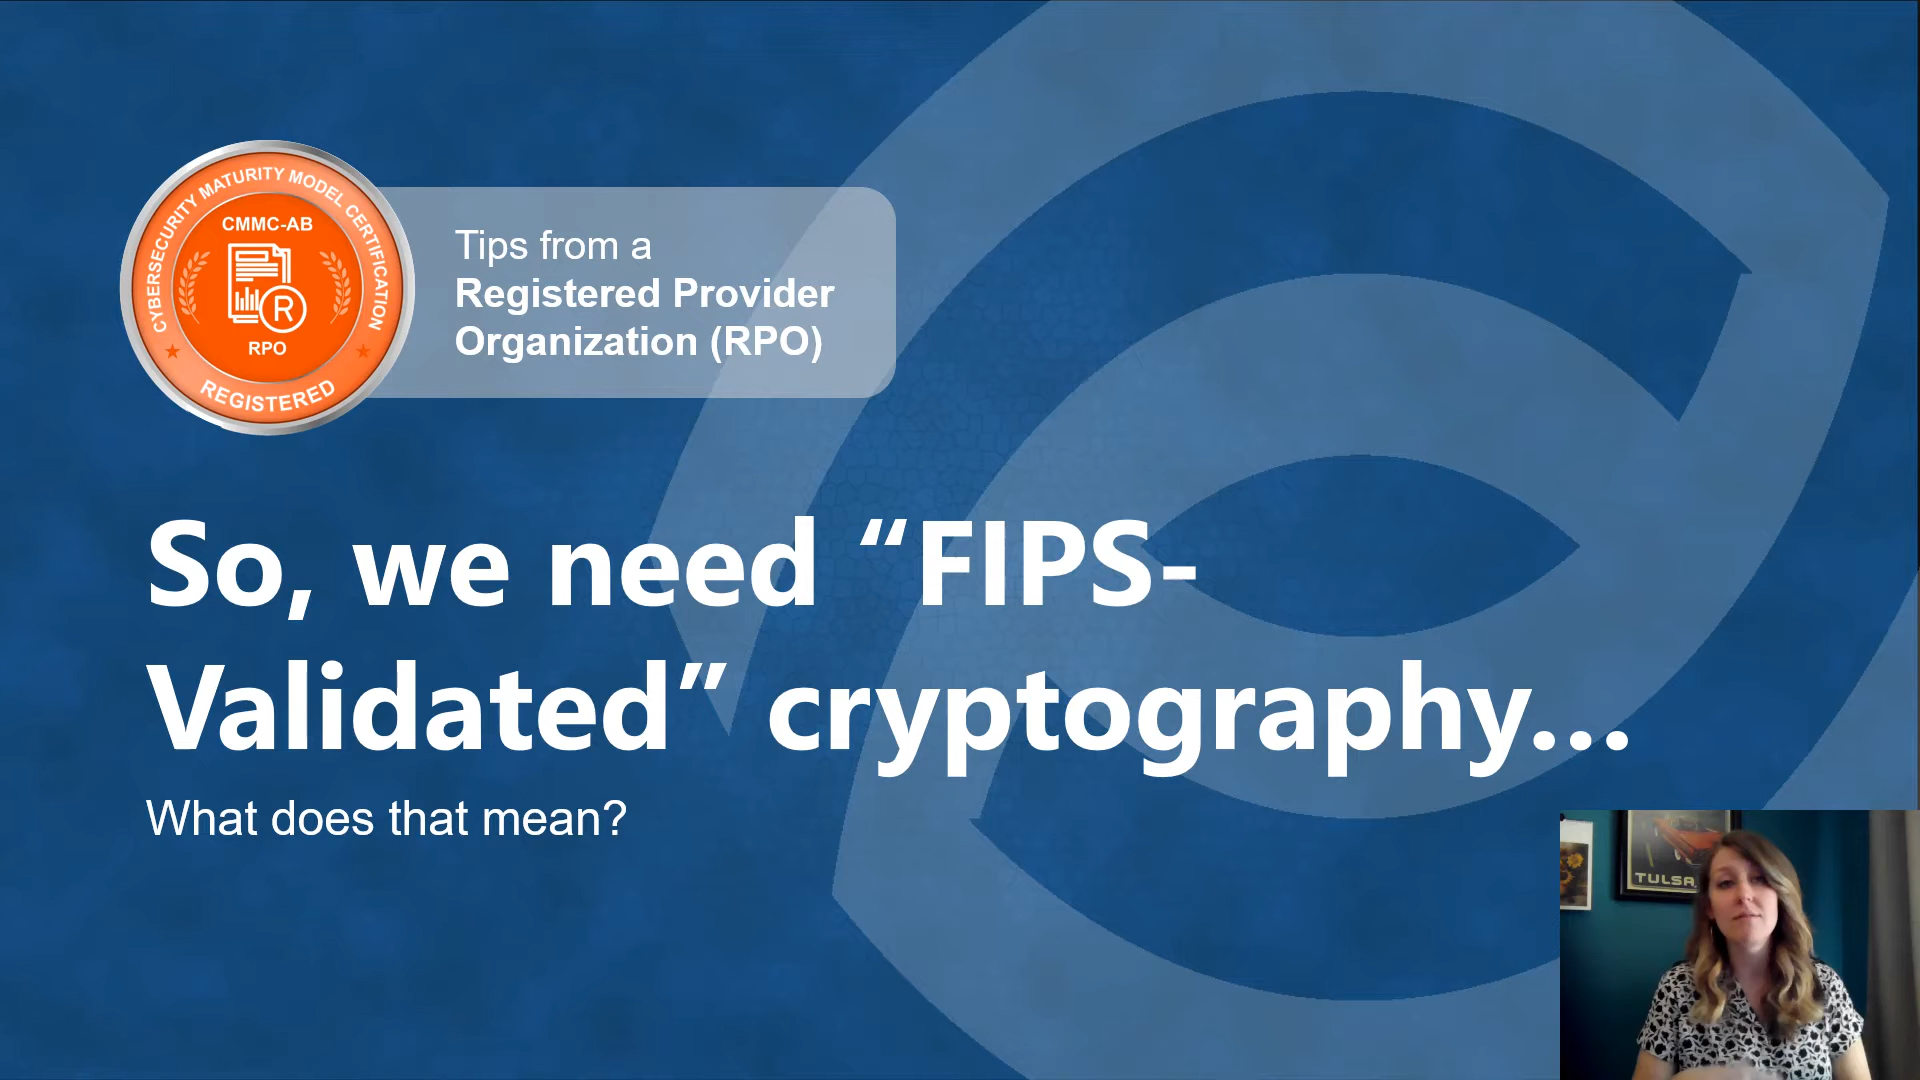 CYBERSECURITY MATURITY MODEL CERTIFICATION
CMMC-AB
R
RPO
REGISTERED
Tips from a
Registered Provider
Organization (RPO)
So, we need “FIPS-
Validated” cryptography...
What does that mean?
TULSA